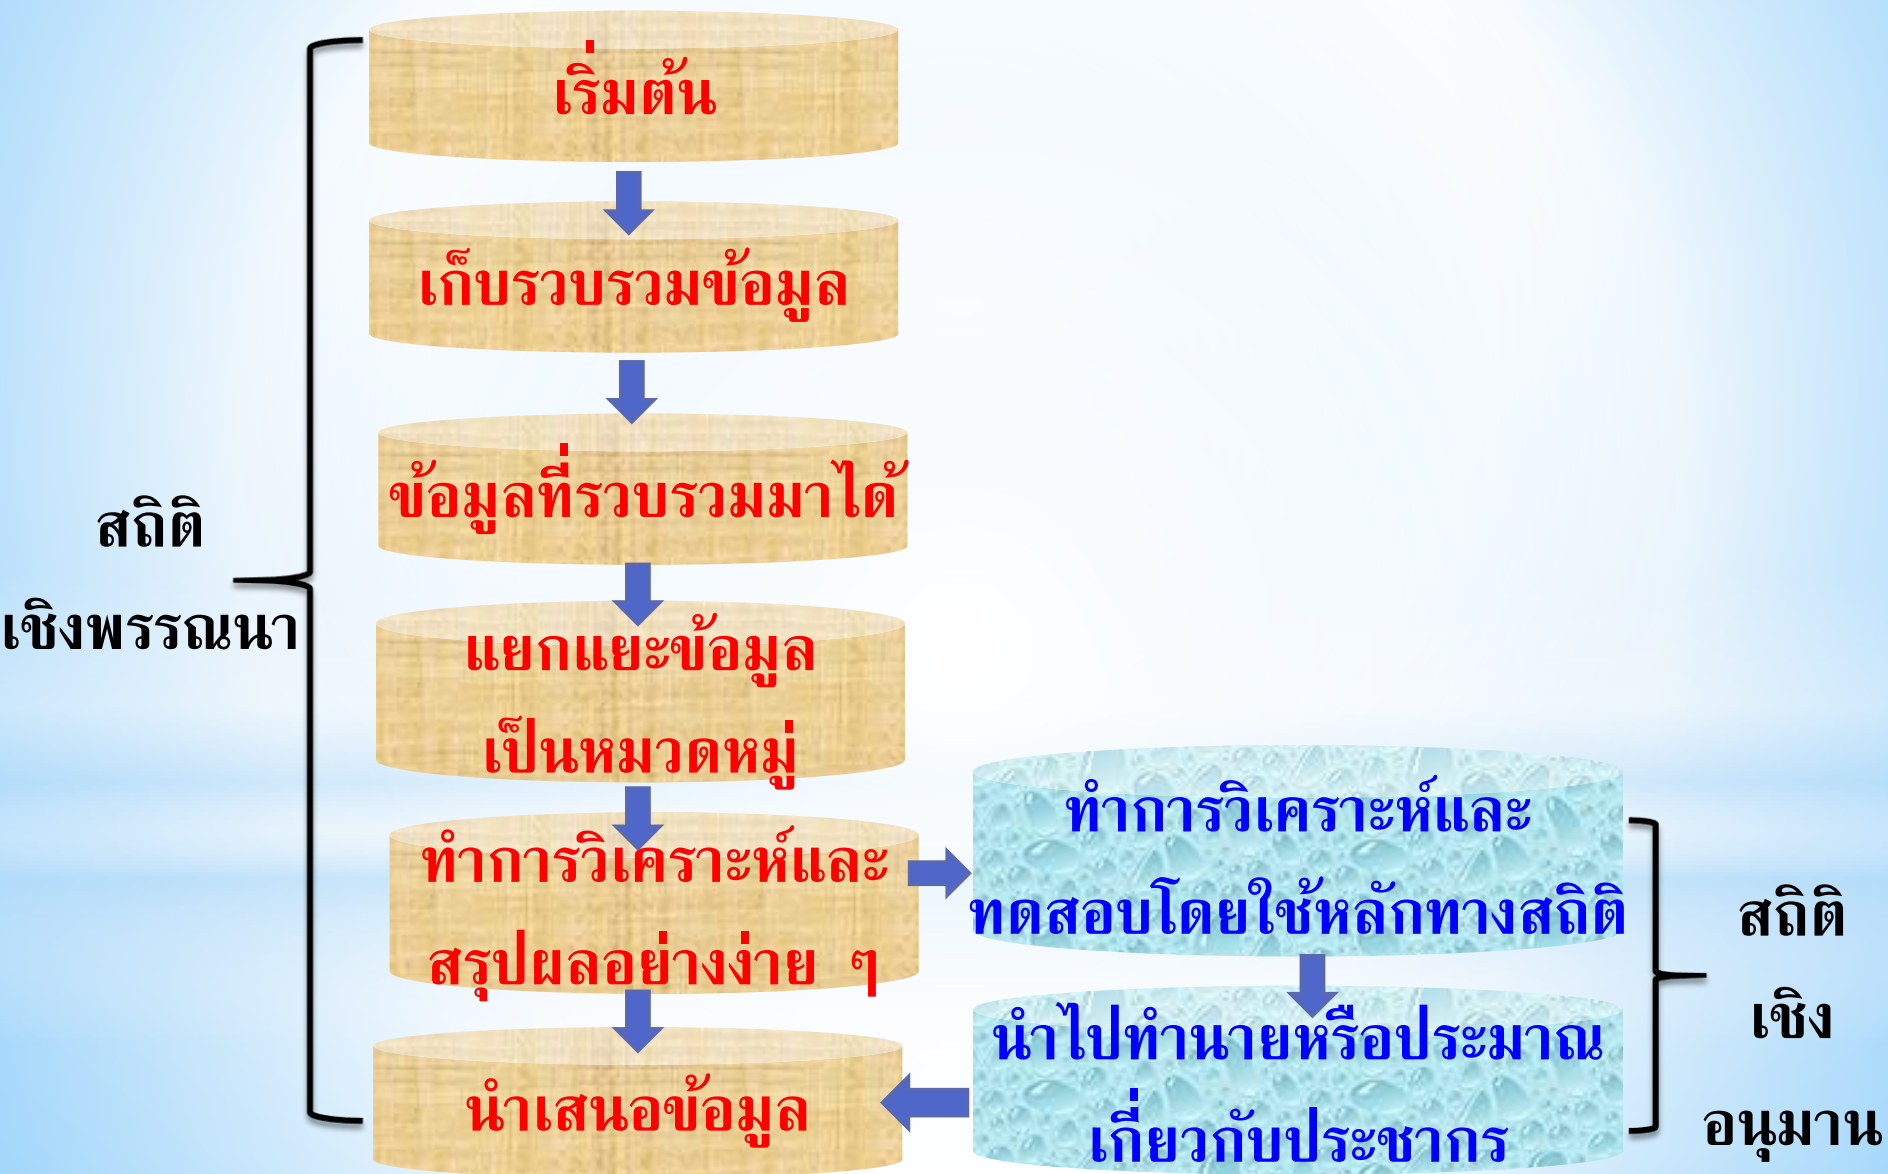 เริ่มต้น
เก็บรวบรวมข้อมูล
ข้อมูลที่รวบรวมมาได้
แยกแยะข้อมูล
เป็นหมวดหมู่
ทำการวิเคราะห์และ
สรุปผลอย่างง่าย ๆ
นำเสนอข้อมูล
สถิติ
เชิงพรรณนา
ทำการวิเคราะห์และ
ทดสอบโดยใช้หลักทางสถิติ
นำไปทำนายหรือประมาณ
เกี่ยวกับประชากร
สถิติ
เชิง
อนุมาน